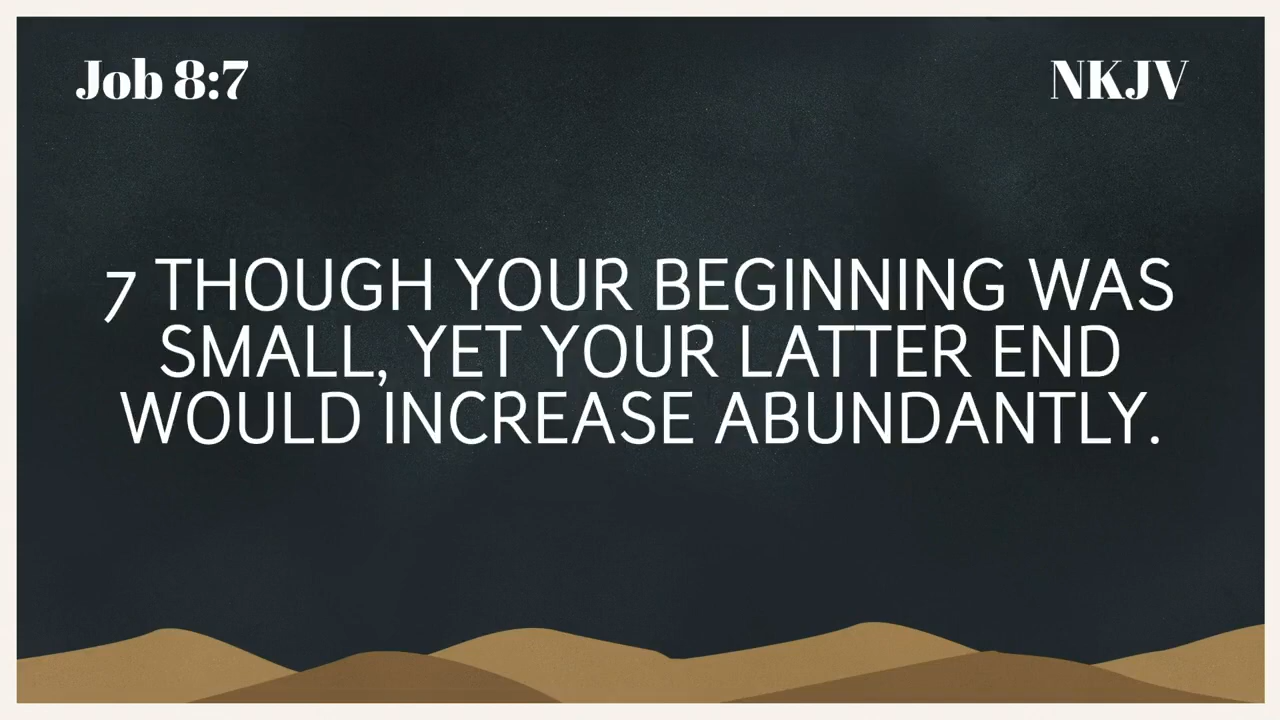 Job 8:7
NKJV
7 THOUGH YOUR BEGINNING WAS
SMALL, YET YOUR LATTER END
WOULD INCREASE ABUNDANTLY.